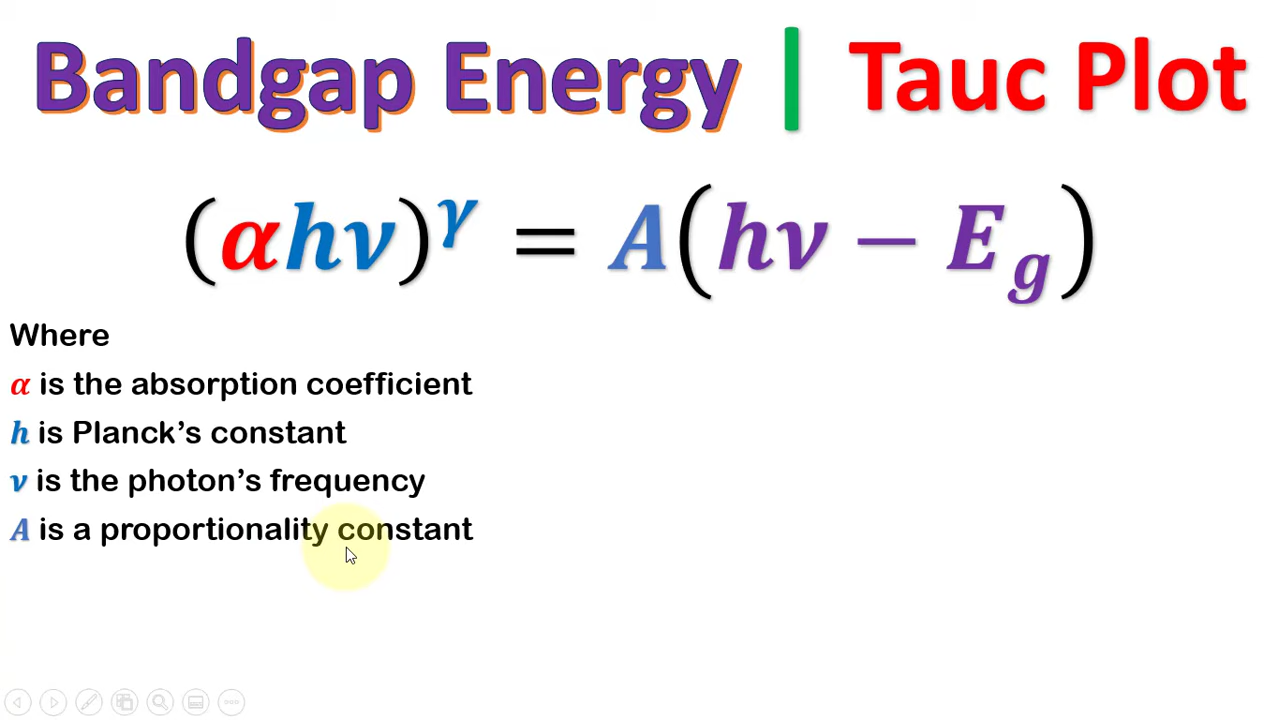 Bandgap Energy | Tauc Plot
(αhν)^γ = A(hν − E_g)
Where
α is the absorption coefficient
h is Planck’s constant
ν is the photon’s frequency
A is a proportionality constant